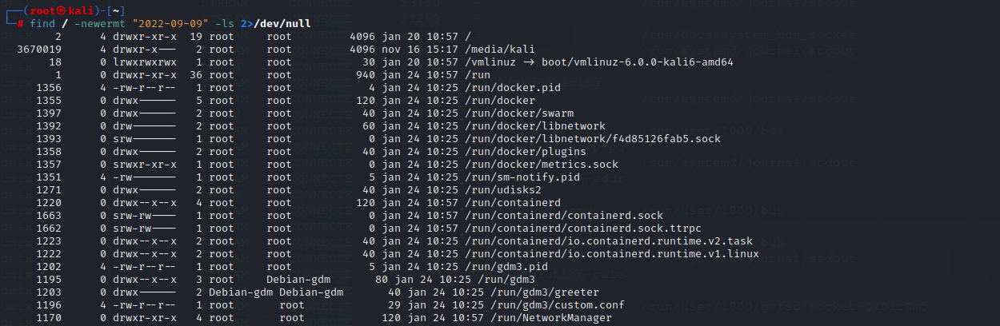 ┌──(root㉿kali)-[~]
└─# find / -newermt "2022-09-09" -ls 2>/dev/null
        2      4 drwxr-xr-x  19 root     root         4096 jan 20 10:57 /
  3670019      4 drwxr-x---   2 root     root         4096 nov 16 15:17 /media/kali
       18      0 lrwxrwxrwx   1 root     root           30 jan 20 10:57 /vmlinuz -> boot/vmlinuz-6.0.0-kali6-amd64
        1      0 drwxr-xr-x  36 root     root          940 jan 24 10:57 /run
     1356      4 -rw-r--r--   1 root     root            4 jan 24 10:25 /run/docker.pid
     1355      0 drwx------   5 root     root          120 jan 24 10:25 /run/docker
     1397      0 drwx------   2 root     root           40 jan 24 10:25 /run/docker/swarm
     1392      0 drw-------   2 root     root           60 jan 24 10:25 /run/docker/libnetwork
     1393      0 srw-------   1 root     root            0 jan 24 10:25 /run/docker/libnetwork/f4d85126fab5.sock
     1358      0 drwx------   2 root     root           40 jan 24 10:25 /run/docker/plugins
     1357      0 srwxr-xr-x   1 root     root            0 jan 24 10:25 /run/docker/metrics.sock
     1351      4 -rw-------   1 root     root            5 jan 24 10:25 /run/sm-notify.pid
     1271      0 drwx------   2 root     root           40 jan 24 10:25 /run/udisks2
     1220      0 drwx--x--x   4 root     root          120 jan 24 10:57 /run/containerd
     1663      0 srw-rw----   1 root     root            0 jan 24 10:57 /run/containerd/containerd.sock
     1662      0 srw-rw----   1 root     root            0 jan 24 10:57 /run/containerd/containerd.sock.ttrpc
     1223      0 drwx--x--x   2 root     root           40 jan 24 10:25 /run/containerd/io.containerd.runtime.v2.task
     1222      0 drwx--x--x   2 root     root           40 jan 24 10:25 /run/containerd/io.containerd.runtime.v1.linux
     1202      4 -rw-r--r--   1 root     root            5 jan 24 10:25 /run/gdm3.pid
     1195      0 drwx--x--x   3 root     Debian-gdm       80 jan 24 10:25 /run/gdm3
     1203      0 drwx------   2 Debian-gdm Debian-gdm       40 jan 24 10:25 /run/gdm3/greeter
     1196      4 -rw-r--r--   1 root       root             29 jan 24 10:25 /run/gdm3/custom.conf
     1170      0 drwxr-xr-x   4 root       root            120 jan 24 10:57 /run/NetworkManager